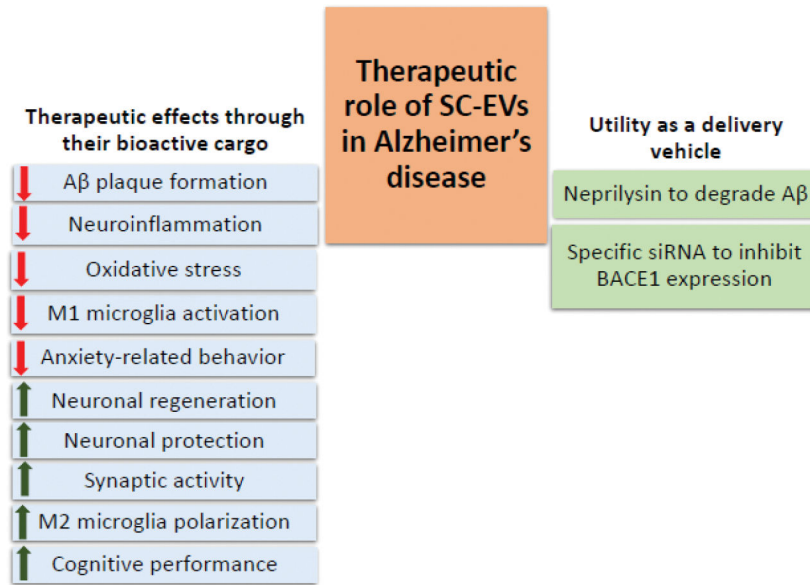 Therapeutic
role of SC-EVs
in Alzheimer's
disease
Therapeutic effects through
their bioactive cargo
Aβ plaque formation
Neuroinflammation
Oxidative stress
M1 microglia activation
Anxiety-related behavior
Neuronal regeneration
Neuronal protection
Synaptic activity
M2 microglia polarization
Cognitive performance
Utility as a delivery
vehicle
Neprilysin to degrade Aβ
Specific siRNA to inhibit
BACE1 expression